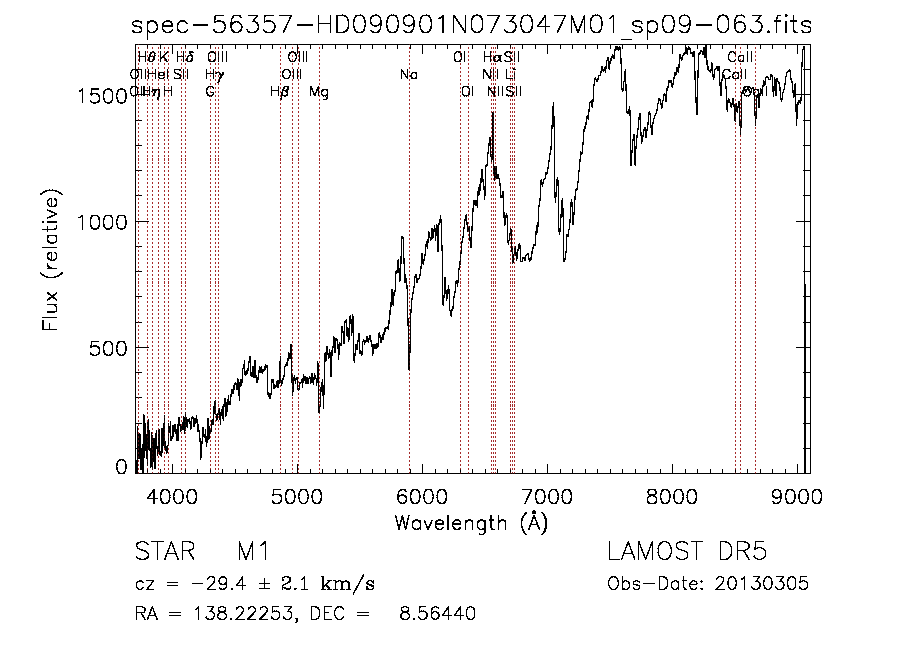 spec-56357-HD090901N073047M01_sp09-063.fits
Hθ K Hδ OIII OIII OI Hα SII CaII
OII HeI SII Hγ OIII Na NII Li CaII
Hη H G Hβ Mg OI NII SII
1500
1000
500
0
Flux (relative)
4000 5000 6000 7000 8000 9000
Wavelength (Å)
STAR M1 LAMOST DR5
cz = −29.4 ± 2.1 km/s Obs-Date: 20130305
RA = 138.22253, DEC = 8.56440